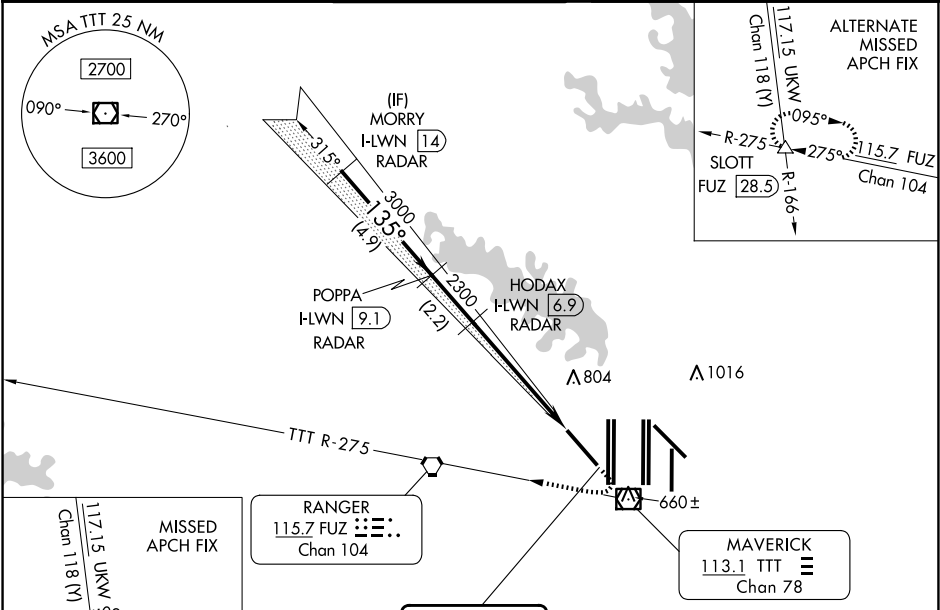 MSA TTT 25 NM
2700
090°
270°
3600
(IF)
MORRY
I-LWN 14
RADAR
315°
3000
135°
(4.9)
POPPA
I-LWN 9.1
RADAR
2300
(2.2)
HODAX
I-LWN 6.9
RADAR
804
1016
ALTERNATE
MISSED
APCH FIX
117.15 UKW
Chan 118 (Y)
095°
R-275
275°
115.7 FUZ
Chan 104
SLOTT
FUZ 28.5
R-166
TTT R-275
RANGER
115.7 FUZ
Chan 104
660±
MAVERICK
113.1 TTT
Chan 78
MISSED
APCH FIX
117.15 UKW
Chan 118 (Y)